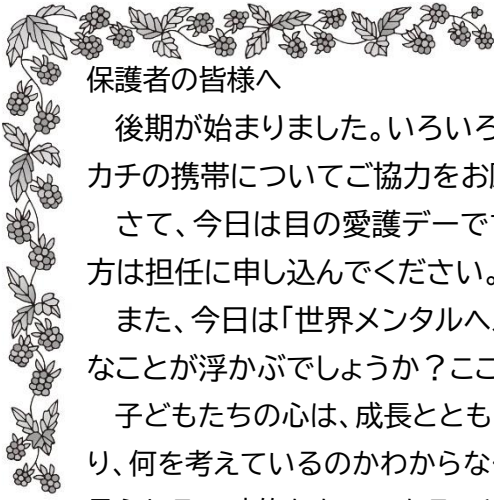 保護者の皆様へ
後期が始まりました。いろいろ
カチの携帯についてご協力をお
さて、今日は目の愛護デーで
方は担任に申し込んでください。
また、今日は「世界メンタルヘ
なことが浮かぶでしょうか?ここ
子どもたちの心は、成長ととも
り、何を考えているのかわからな